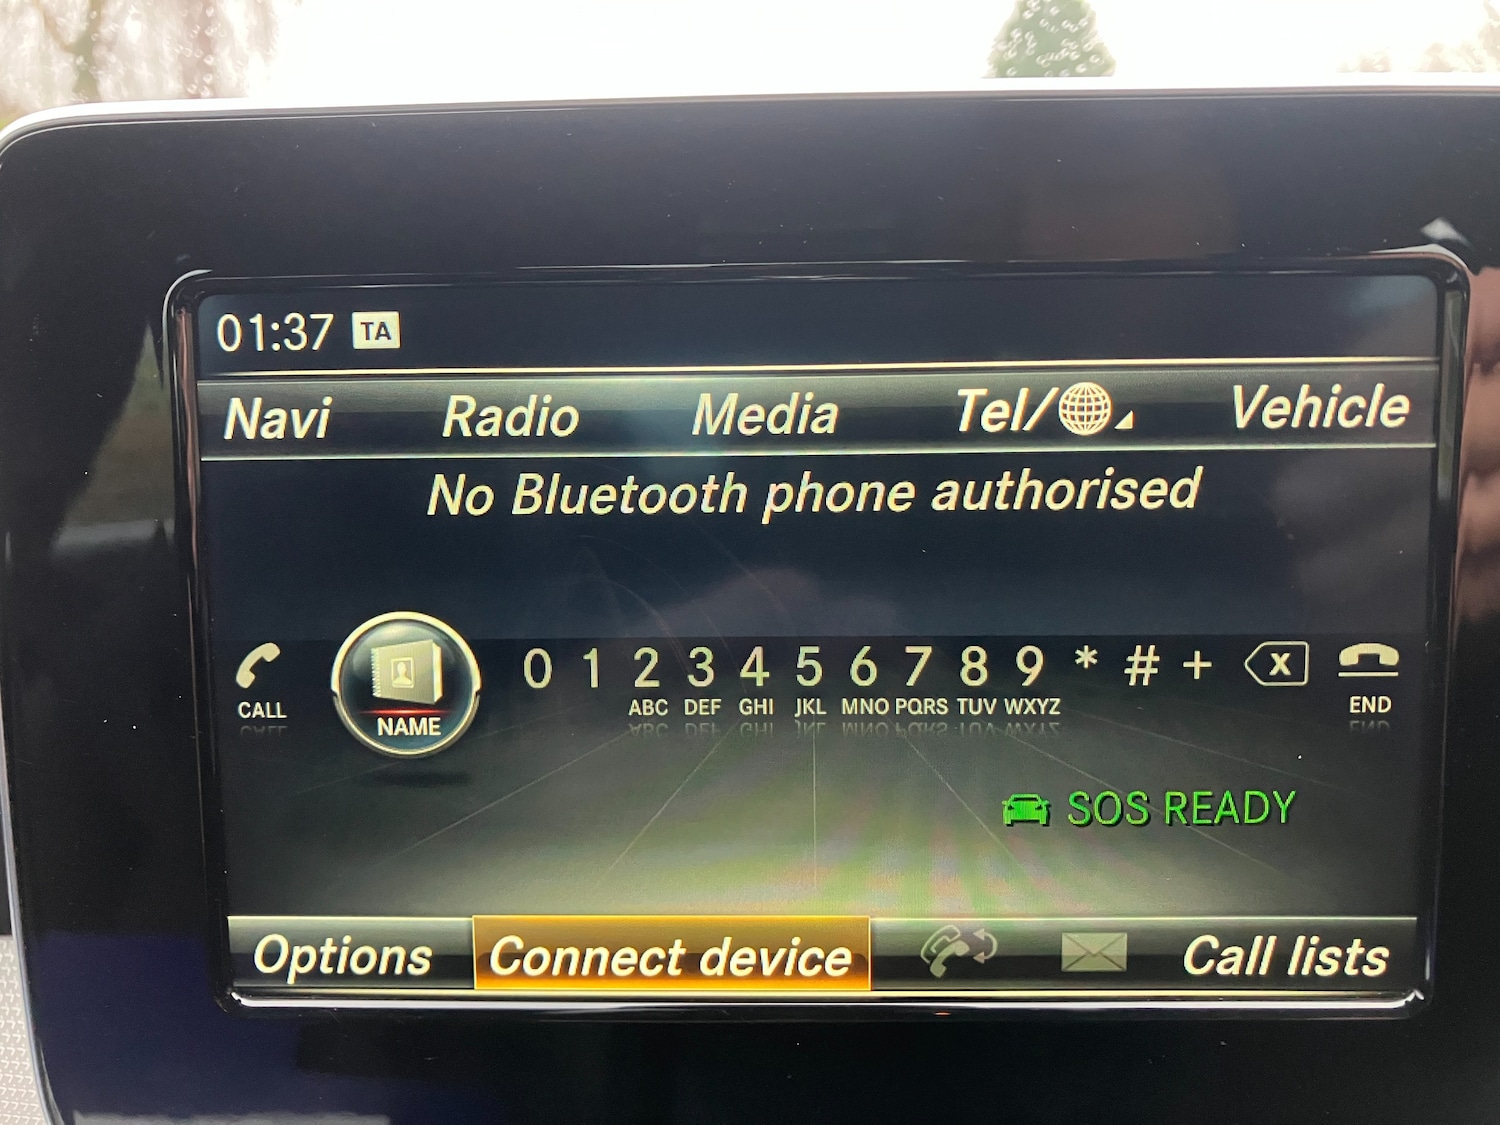 01:37 TA
Navi Radio Media Tel/ Vehicle
No Bluetooth phone authorised
0 1 2 3 4 5 6 7 8 9 * # + x
CALL NAME ABC DEF GHI JKL MNO PQRS TUV WXYZ END
SOS READY
Options Connect device Call lists